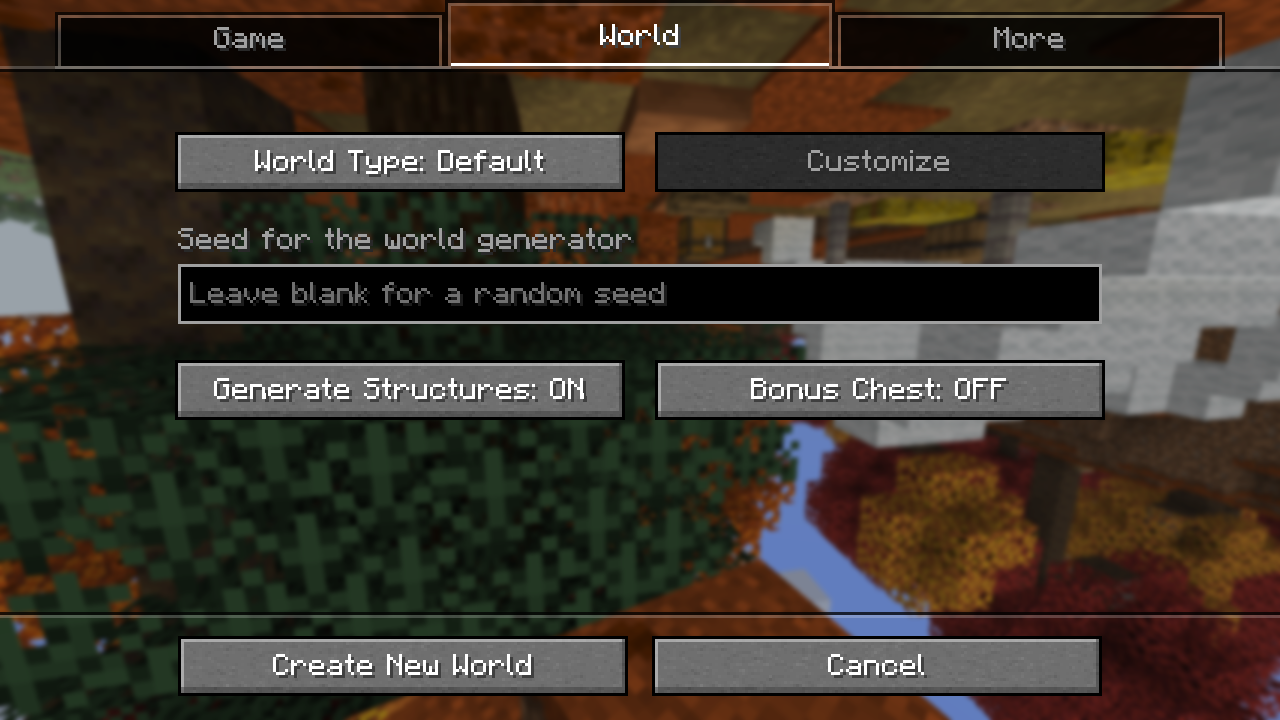 Game
World
More
World Type: Default
Customize
Seed for the world generator
Leave blank for a random seed
Generate Structures: ON
Bonus Chest: OFF
Create New World
Cancel